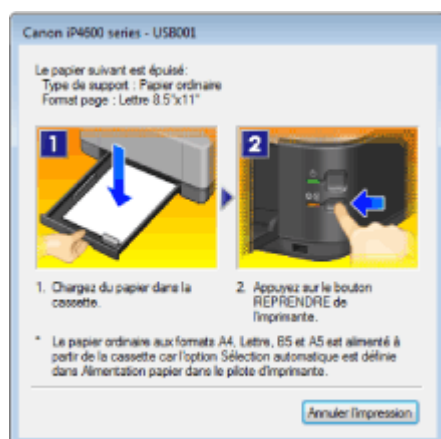 Canon iP4600 series - USB001
Le papier suivant est épuisé:
Type de support : Papier ordinaire
Format page : Lettre 8.5"x11"
1
2
1. Chargez du papier dans la
cassette.
2. Appuyez sur le bouton
REPRENDRE de
l'imprimante.
* Le papier ordinaire aux formats A4, Lettre, B5 et A5 est alimenté à
partir de la cassette car l'option Sélection automatique est définie
dans Alimentation papier dans le pilote d'imprimante.
Annuler l'impression